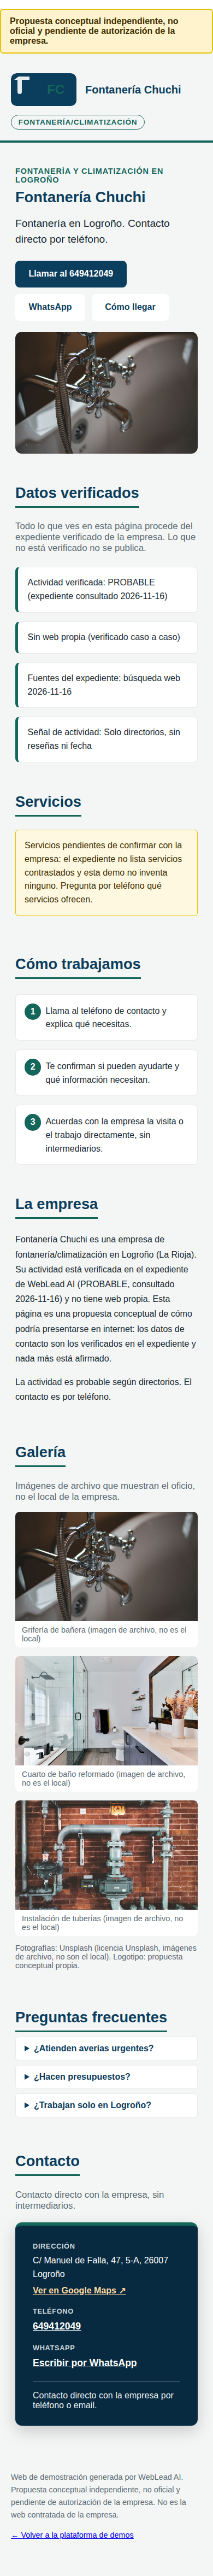 Propuesta conceptual independiente, no
oficial y pendiente de autorización de la
empresa.
FC
Fontanería Chuchi
FONTANERÍA/CLIMATIZACIÓN
FONTANERÍA Y CLIMATIZACIÓN EN
LOGROÑO
Fontanería Chuchi
Fontanería en Logroño. Contacto
directo por teléfono.
Llamar al 649412049
WhatsApp
Cómo llegar
Datos verificados
Todo lo que ves en esta página procede del
expediente verificado de la empresa. Lo que
no está verificado no se publica.
Actividad verificada: PROBABLE
(expediente consultado 2026-11-16)
Sin web propia (verificado caso a caso)
Fuentes del expediente: búsqueda web
2026-11-16
Señal de actividad: Solo directorios, sin
reseñas ni fecha
Servicios
Servicios pendientes de confirmar con la
empresa: el expediente no lista servicios
contrastados y esta demo no inventa
ninguno. Pregunta por teléfono qué
servicios ofrecen.
Cómo trabajamos
1 Llama al teléfono de contacto y
explica qué necesitas.
2 Te confirman si pueden ayudarte y
qué información necesitan.
3 Acuerdas con la empresa la visita o
el trabajo directamente, sin
intermediarios.
La empresa
Fontanería Chuchi es una empresa de
fontanería/climatización en Logroño (La Rioja).
Su actividad está verificada en el expediente
de WebLead AI (PROBABLE, consultado
2026-11-16) y no tiene web propia. Esta
página es una propuesta conceptual de cómo
podría presentarse en internet: los datos de
contacto son los verificados en el expediente y
nada más está afirmado.
La actividad es probable según directorios. El
contacto es por teléfono.
Galería
Imágenes de archivo que muestran el oficio,
no el local de la empresa.
Grifería de bañera (imagen de archivo, no es el
local)
Cuarto de baño reformado (imagen de archivo,
no es el local)
Instalación de tuberías (imagen de archivo, no
es el local)
Fotografías: Unsplash (licencia Unsplash, imágenes
de archivo, no son el local). Logotipo: propuesta
conceptual propia.
Preguntas frecuentes
¿Atienden averías urgentes?
¿Hacen presupuestos?
¿Trabajan solo en Logroño?
Contacto
Contacto directo con la empresa, sin
intermediarios.
DIRECCIÓN
C/ Manuel de Falla, 47, 5-A, 26007
Logroño
Ver en Google Maps ↗
TELÉFONO
649412049
WHATSAPP
Escribir por WhatsApp
Contacto directo con la empresa por
teléfono o email.
Web de demostración generada por WebLead AI.
Propuesta conceptual independiente, no oficial y
pendiente de autorización de la empresa. No es la
web contratada de la empresa.
← Volver a la plataforma de demos